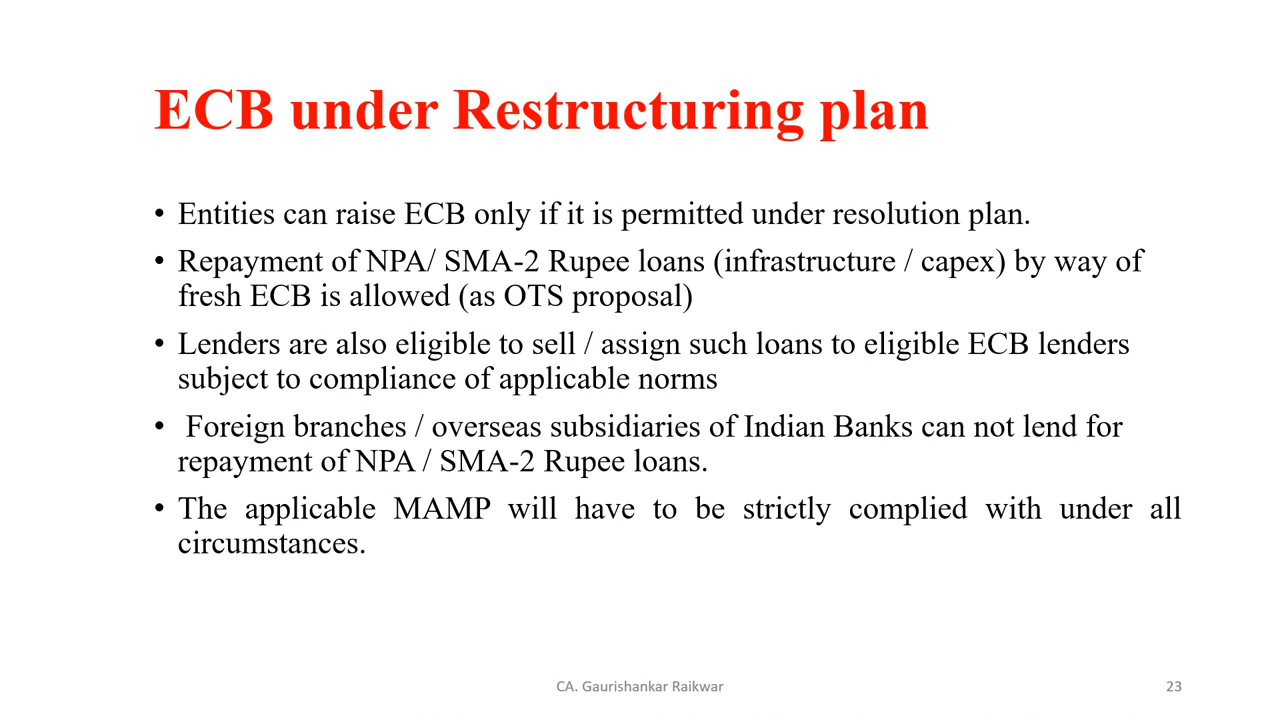 ECB under Restructuring plan
• Entities can raise ECB only if it is permitted under resolution plan.
• Repayment of NPA/ SMA-2 Rupee loans (infrastructure / capex) by way of
fresh ECB is allowed (as OTS proposal)
• Lenders are also eligible to sell / assign such loans to eligible ECB lenders
subject to compliance of applicable norms
• Foreign branches / overseas subsidiaries of Indian Banks can not lend for
repayment of NPA / SMA-2 Rupee loans.
• The applicable MAMP will have to be strictly complied with under all
circumstances.
CA. Gaurishankar Raikwar
23